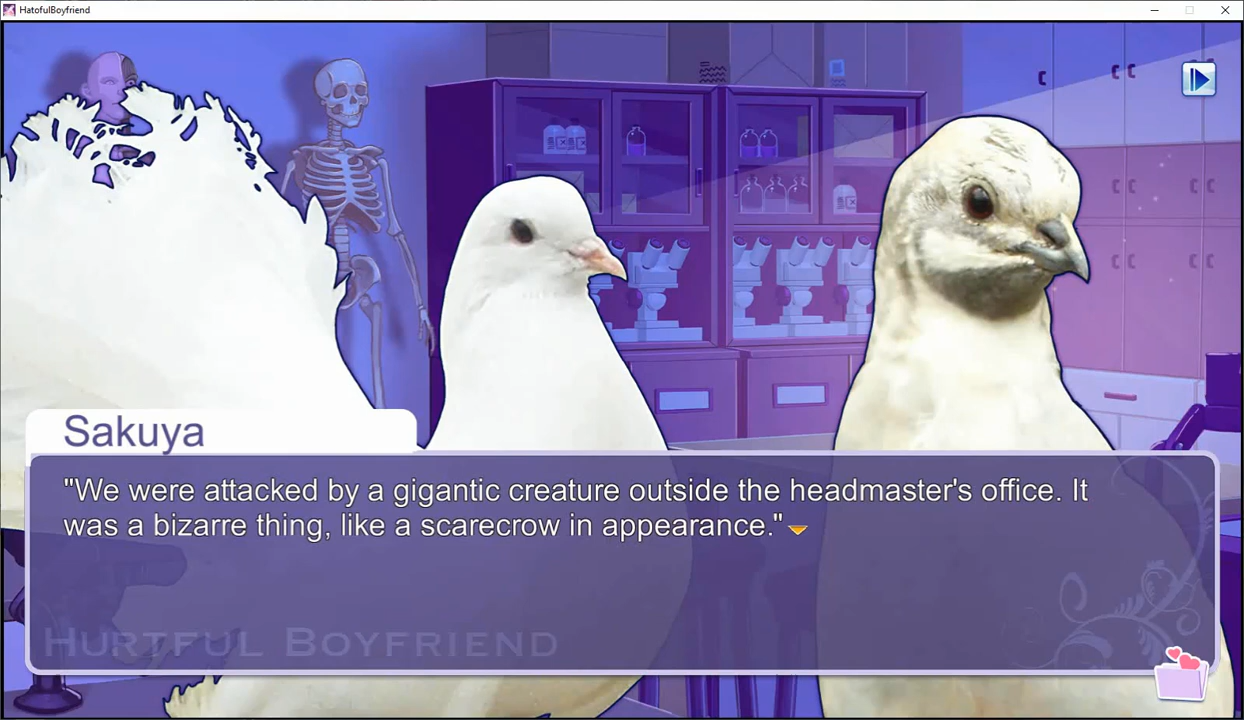 HatofulBoyfriend
Sakuya
"We were attacked by a gigantic creature outside the headmaster's office. It
was a bizarre thing, like a scarecrow in appearance."
HURTFUL BOYFRIEND